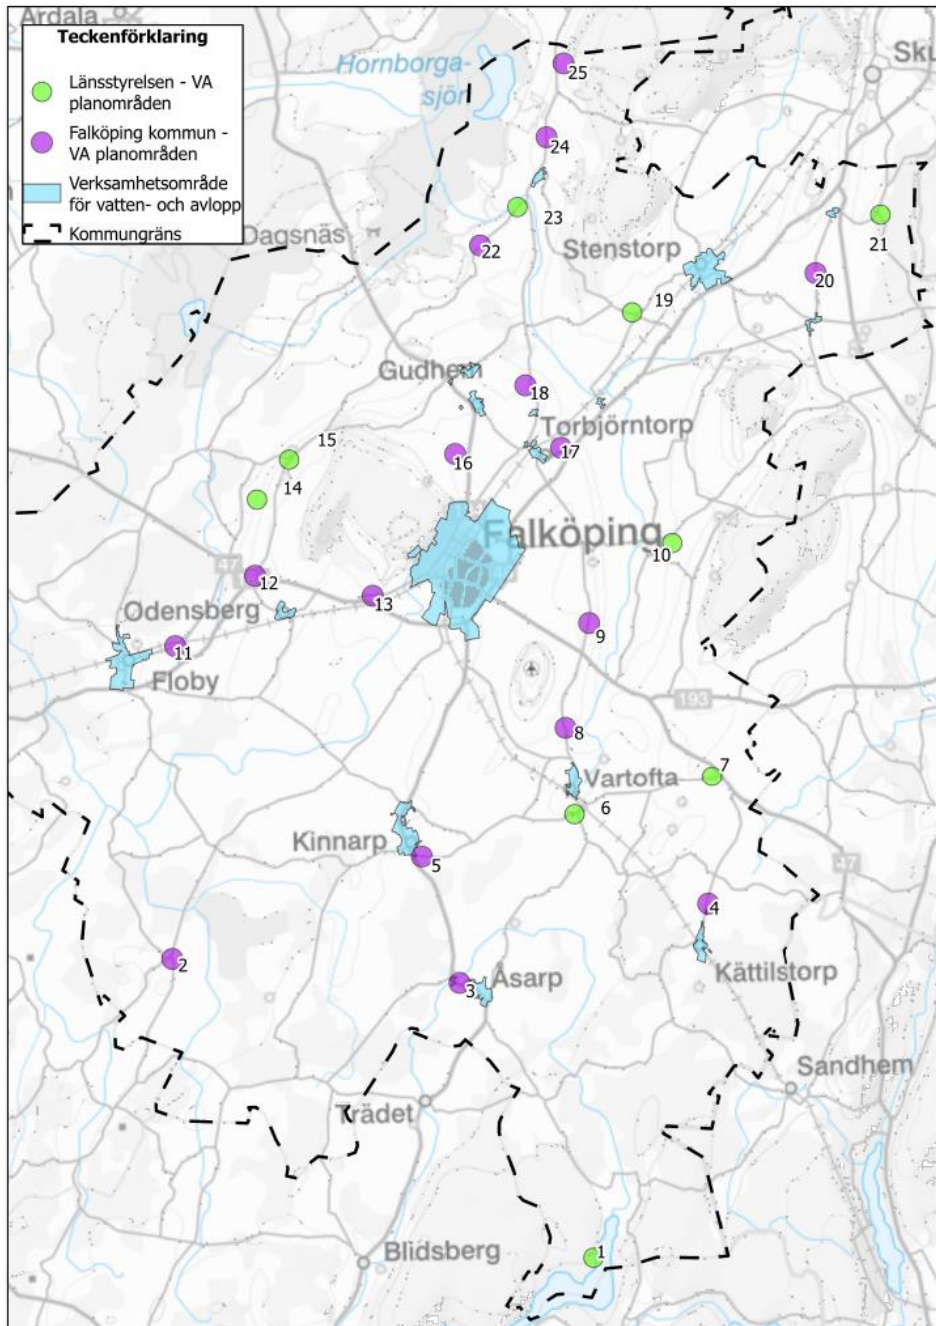 Ardala
Teckenförklaring
Länsstyrelsen - VA
planområden
Falköping kommun -
VA planområden
Verksamhetsområde
för vatten- och avlopp
Kommungräns
Hornborga-
sjön
25
Sku
24
23
Dagsnäs
22
Stenstorp
21
20
19
Gudhem
18
Torbjörntorp
17
15
16
14
Falköping
10
47
12
13
Odensberg
9
11
Floby
193
8
7
Vartofta
6
Kinnarp
5
47
4
2
Kättilstorp
Åsarp
3
Sandhem
Trädet
Blidsberg
1